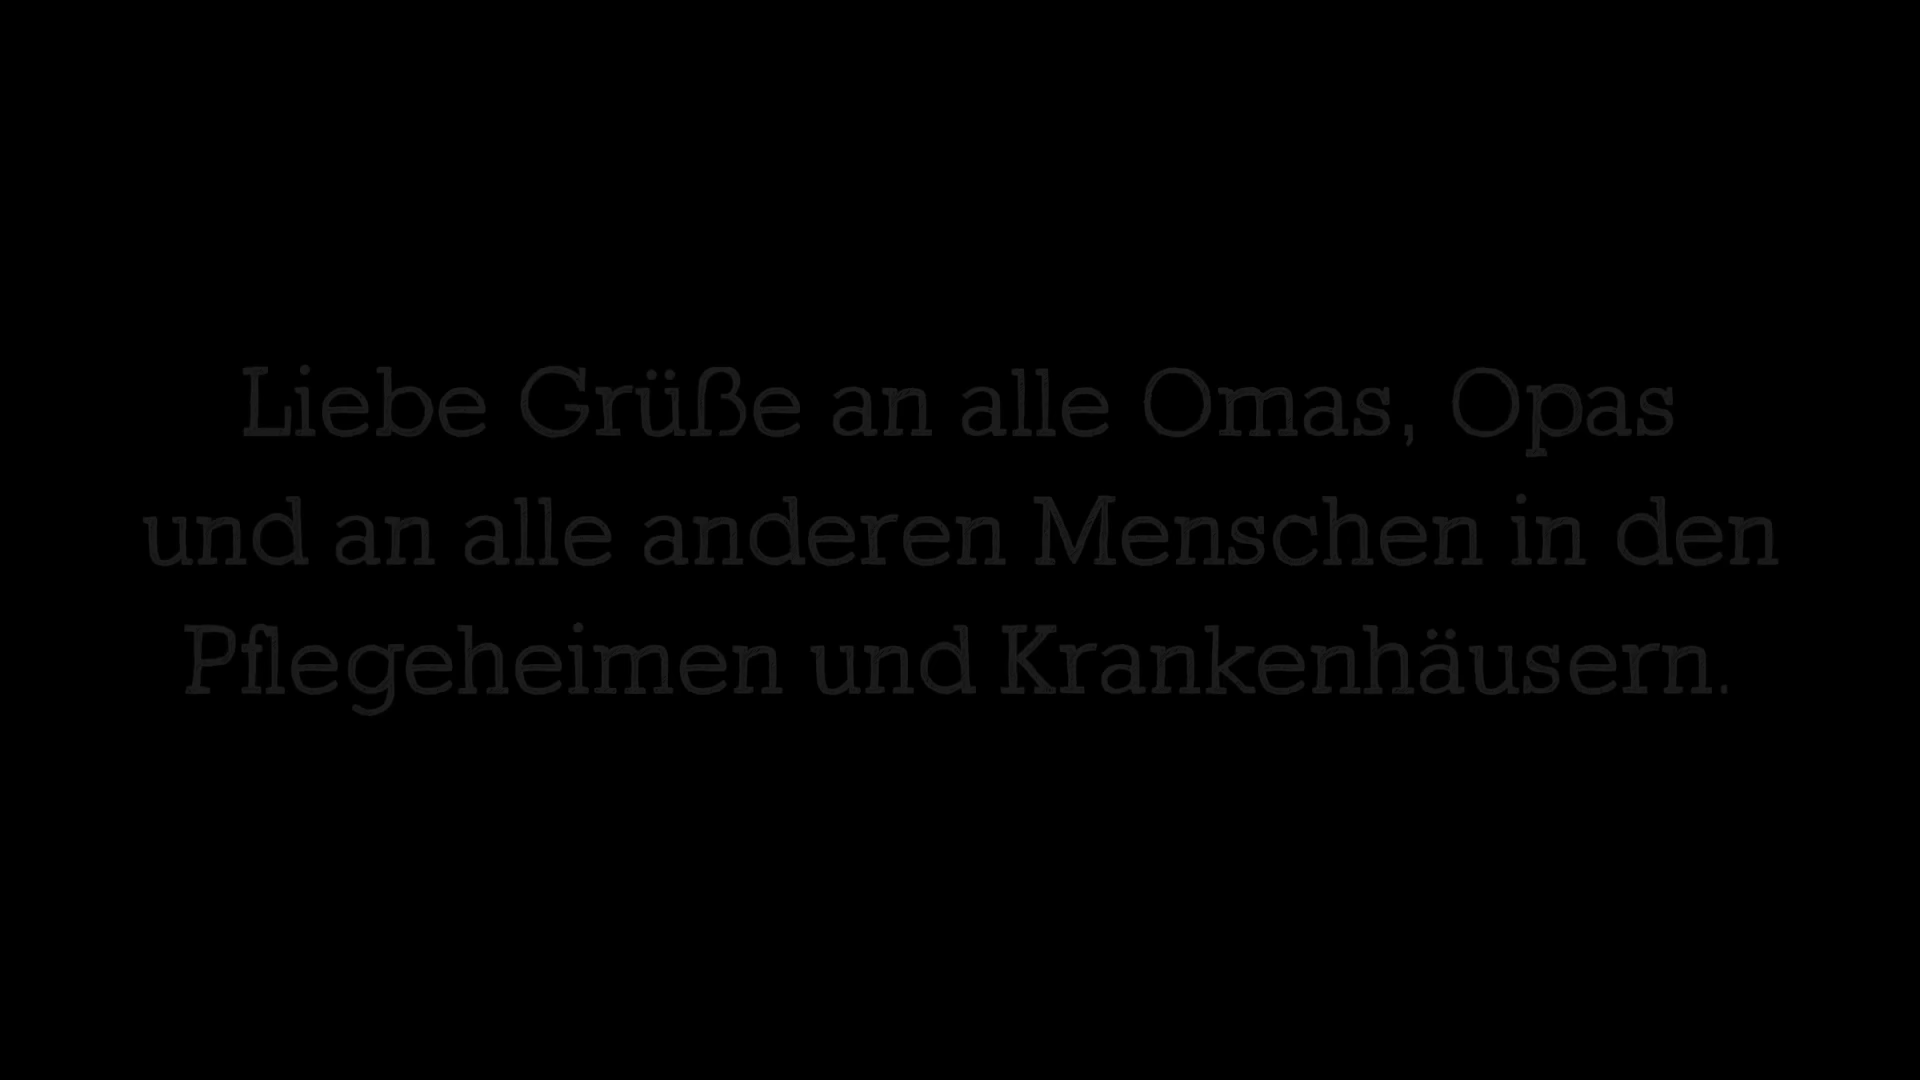 Liebe Grüße an alle Omas, Opas
und an alle anderen Menschen in den
Pflegeheimen und Krankenhäusern.